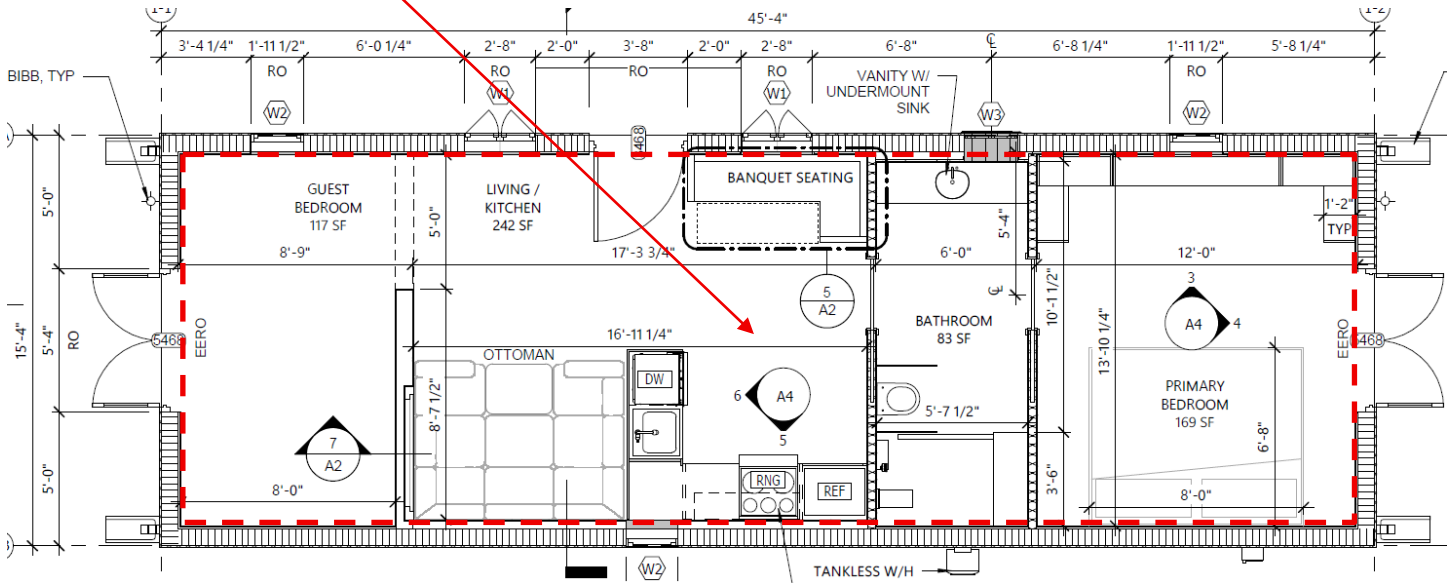 1-1
1-2
45'-4"
3'-4 1/4"
1'-11 1/2"
6'-0 1/4"
2'-8"
2'-0"
3'-8"
2'-0"
2'-8"
6'-8"
℄
6'-8 1/4"
1'-11 1/2"
5'-8 1/4"
BIBB, TYP
RO
RO
RO
RO
RO
VANITY W/
UNDERMOUNT
SINK
W2
W1
W1
W3
W2
5468
GUEST
BEDROOM
117 SF
LIVING /
KITCHEN
242 SF
BANQUET SEATING
5'-0"
5'-0"
5'-4"
1'-2"
TYP
8'-9"
17'-3 3/4"
6'-0"
12'-0"
5
A2
℄
3
A4
4
15'-4"
5'-4"
RO
5468
EERO
16'-11 1/4"
BATHROOM
83 SF
10'-1 1/2"
13'-10 1/4"
EERO
5468
OTTOMAN
DW
6
A4
5
PRIMARY
BEDROOM
169 SF
8'-7 1/2"
5'-7 1/2"
6'-8"
7
A2
5'-0"
8'-0"
RNG
REF
3'-6"
8'-0"
W2
TANKLESS W/H